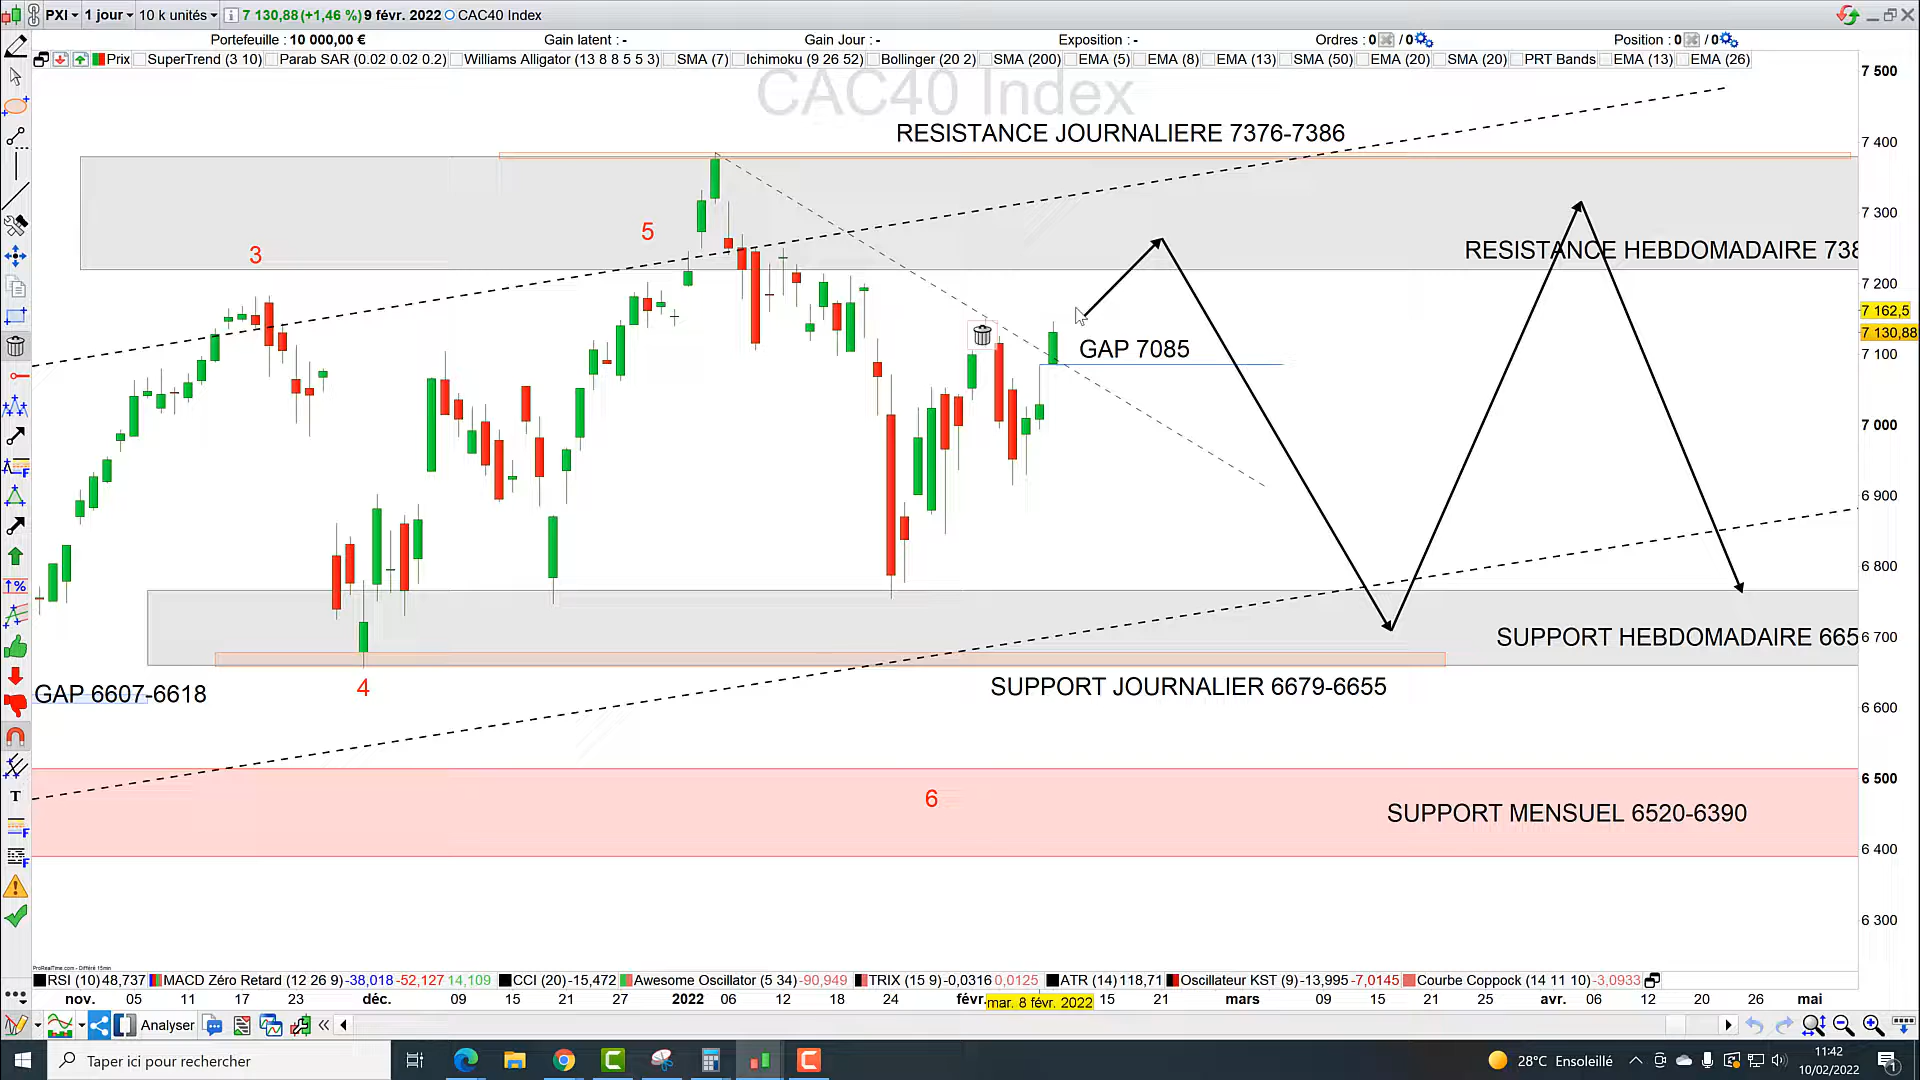 PXI 1 jour 10 k unités 7 130,88 (+1,46 %) 9 févr. 2022 CAC40 Index
Portefeuille : 10 000,00 € Gain latent : - Gain Jour : - Exposition : - Ordres : 0 / 0 Position : 0 / 0
Prix SuperTrend (3 10) Parab SAR (0.02 0.02 0.2) Williams Alligator (13 8 8 5 5 3) SMA (7) Ichimoku (9 26 52) Bollinger (20 2) SMA (200) EMA (5) EMA (8) EMA (13) SMA (50) EMA (20) SMA (20) PRT Bands EMA (13) EMA (26)
7 500
CAC40 Index
RESISTANCE JOURNALIERE 7376-7386
7 400
7 300
5
3
RESISTANCE HEBDOMADAIRE 738
7 200
7 162,5
7 130,88
GAP 7085
7 100
7 000
6 900
6 800
SUPPORT HEBDOMADAIRE 665
6 700
4
SUPPORT JOURNALIER 6679-6655
GAP 6607-6618
6 600
6 500
6
SUPPORT MENSUEL 6520-6390
6 400
6 300
ProRealTime.com - Différé 15mn
RSI (10) 48,737 MACD Zéro Retard (12 26 9) -38,018 -52,127 14,109 CCI (20) -15,472 Awesome Oscillator (5 34) -90,949 TRIX (15 9) -0,0316 0,0125 ATR (14) 118,71 Oscillateur KST (9) -13,995 -7,0145 Courbe Coppock (14 11 10) -3,0933
nov. 05 11 17 23 déc. 09 15 21 27 2022 06 12 18 24 févr. mar. 8 févr. 2022 15 21 mars 09 15 21 25 avr. 06 12 20 26 mai
Analyser
Taper ici pour rechercher
28°C Ensoleillé
11:42
10/02/2022
1